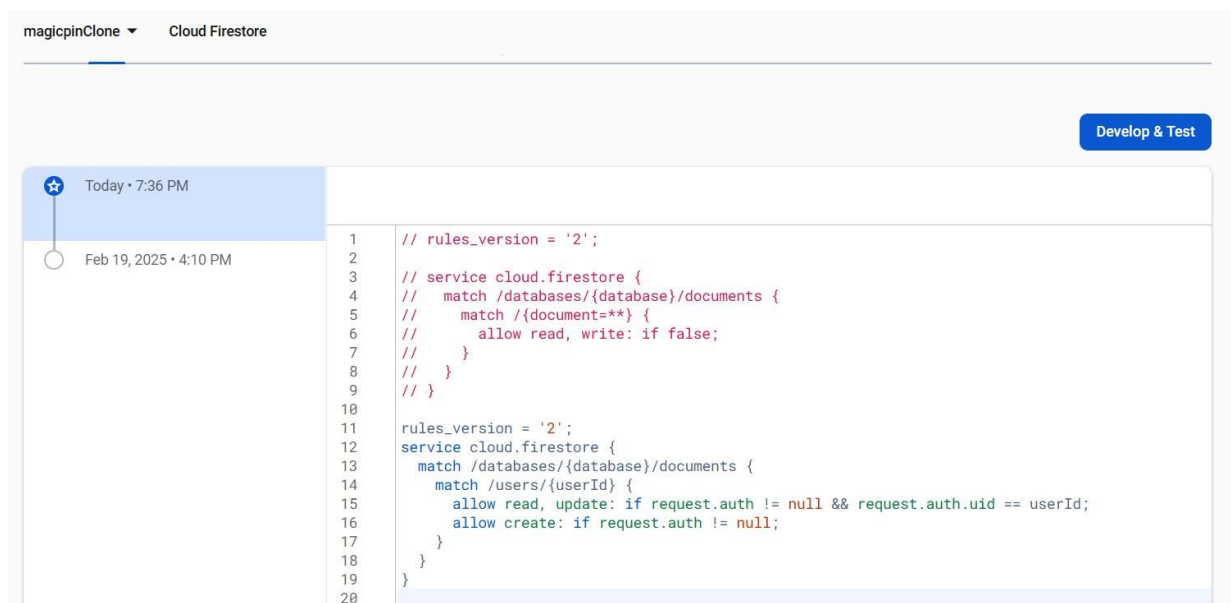 magicpinClone Cloud Firestore
Develop & Test
Today • 7:36 PM
Feb 19, 2025 • 4:10 PM
1 // rules_version = '2';
2
3 // service cloud.firestore {
4 //   match /databases/{database}/documents {
5 //     match /{document=**} {
6 //       allow read, write: if false;
7 //     }
8 //   }
9 // }
10
11 rules_version = '2';
12 service cloud.firestore {
13   match /databases/{database}/documents {
14     match /users/{userId} {
15       allow read, update: if request.auth != null && request.auth.uid == userId;
16       allow create: if request.auth != null;
17     }
18   }
19 }
20